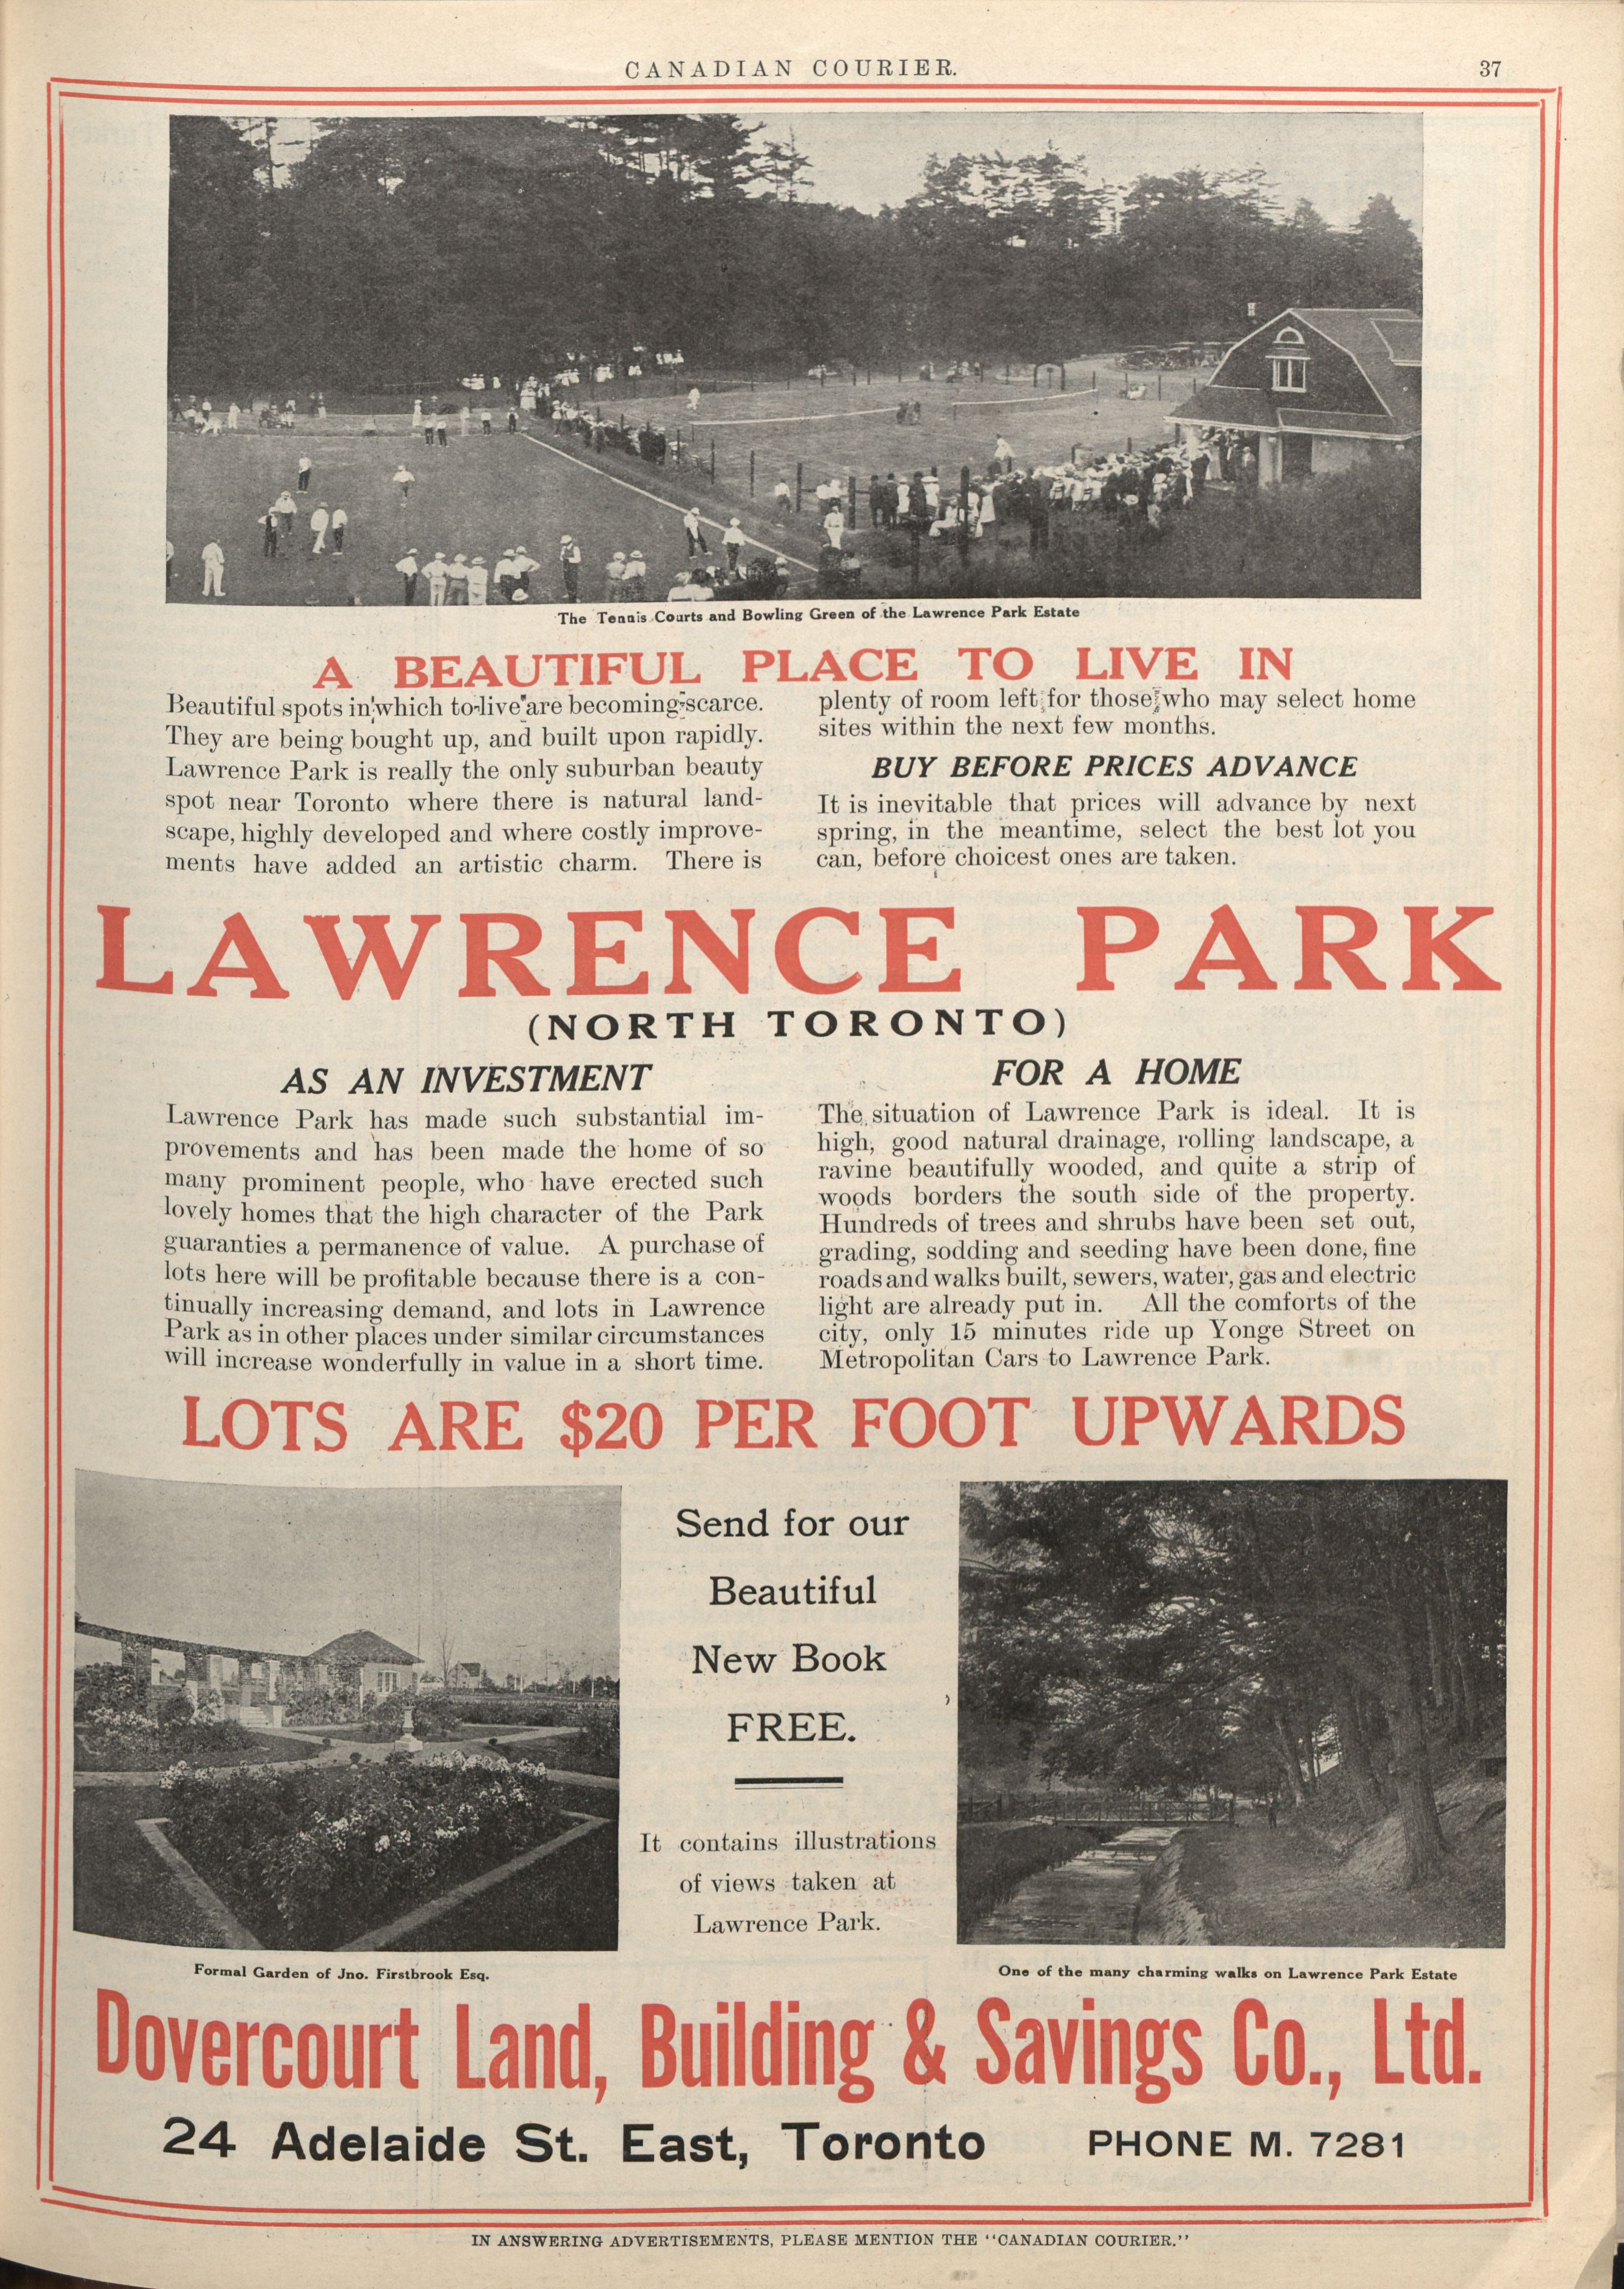 CANADIAN COURIER.
37
The Tennis Courts and Bowling Green of the Lawrence Park Estate
A BEAUTIFUL PLACE TO LIVE IN
Beautiful spots in which to live are becoming scarce.
They are being bought up, and built upon rapidly.
Lawrence Park is really the only suburban beauty
spot near Toronto where there is natural land-
scape, highly developed and where costly improve-
ments have added an artistic charm. There is
plenty of room left for those who may select home
sites within the next few months.
BUY BEFORE PRICES ADVANCE
It is inevitable that prices will advance by next
spring, in the meantime, select the best lot you
can, before choicest ones are taken.
LAWRENCE PARK
(NORTH TORONTO)
AS AN INVESTMENT
Lawrence Park has made such substantial im-
provements and has been made the home of so
many prominent people, who have erected such
lovely homes that the high character of the Park
guaranties a permanence of value. A purchase of
lots here will be profitable because there is a con-
tinually increasing demand, and lots in Lawrence
Park as in other places under similar circumstances
will increase wonderfully in value in a short time.
FOR A HOME
The situation of Lawrence Park is ideal. It is
high, good natural drainage, rolling landscape, a
ravine beautifully wooded, and quite a strip of
woods borders the south side of the property.
Hundreds of trees and shrubs have been set out,
grading, sodding and seeding have been done, fine
roads and walks built, sewers, water, gas and electric
light are already put in. All the comforts of the
city, only 15 minutes ride up Yonge Street on
Metropolitan Cars to Lawrence Park.
LOTS ARE $20 PER FOOT UPWARDS
Send for our
Beautiful
New Book
FREE.
It contains illustrations
of views taken at
Lawrence Park.
Formal Garden of Jno. Firstbrook Esq.
One of the many charming walks on Lawrence Park Estate
Dovercourt Land, Building & Savings Co., Ltd.
24 Adelaide St. East, Toronto PHONE M. 7281
IN ANSWERING ADVERTISEMENTS, PLEASE MENTION THE "CANADIAN COURIER."